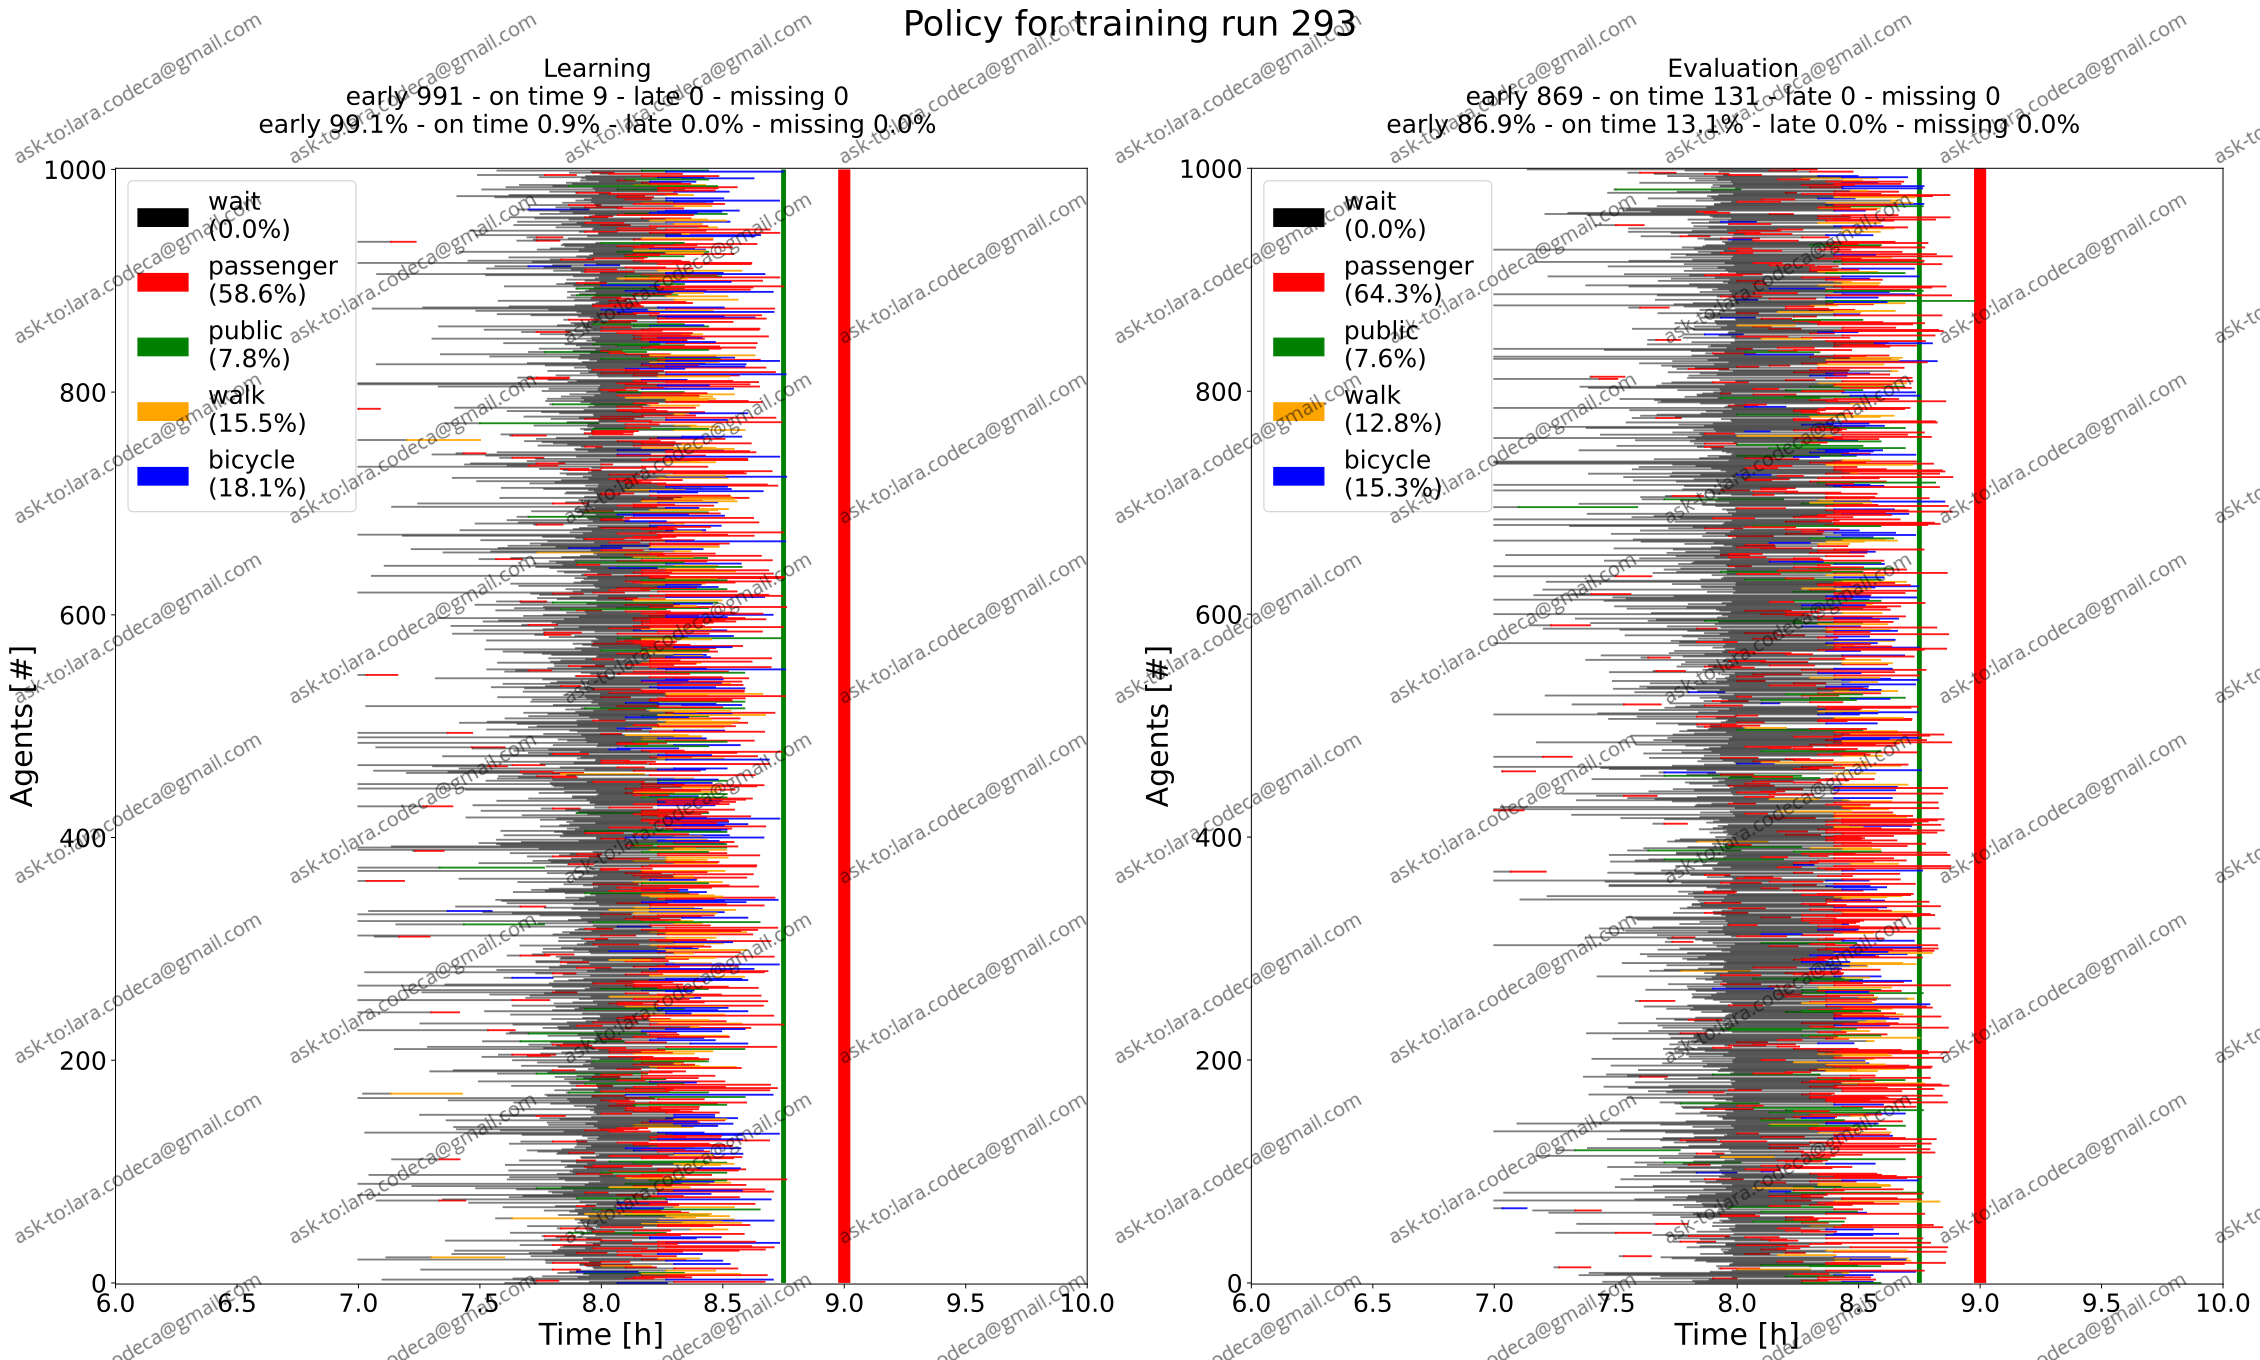 Policy for training run 293
Learning
early 991 - on time 9 - late 0 - missing 0
early 99.1% - on time 0.9% - late 0.0% - missing 0.0%
wait
(0.0%)
passenger
(58.6%)
public
(7.8%)
walk
(15.5%)
bicycle
(18.1%)
Agents [#]
1000
800
600
400
200
0
6.0 6.5 7.0 7.5 8.0 8.5 9.0 9.5 10.0
Time [h]
Evaluation
early 869 - on time 131 - late 0 - missing 0
early 86.9% - on time 13.1% - late 0.0% - missing 0.0%
wait
(0.0%)
passenger
(64.3%)
public
(7.6%)
walk
(12.8%)
bicycle
(15.3%)
Agents [#]
1000
800
600
400
200
0
6.0 6.5 7.0 7.5 8.0 8.5 9.0 9.5 10.0
Time [h]
ask-to:lara.codeca@gmail.com